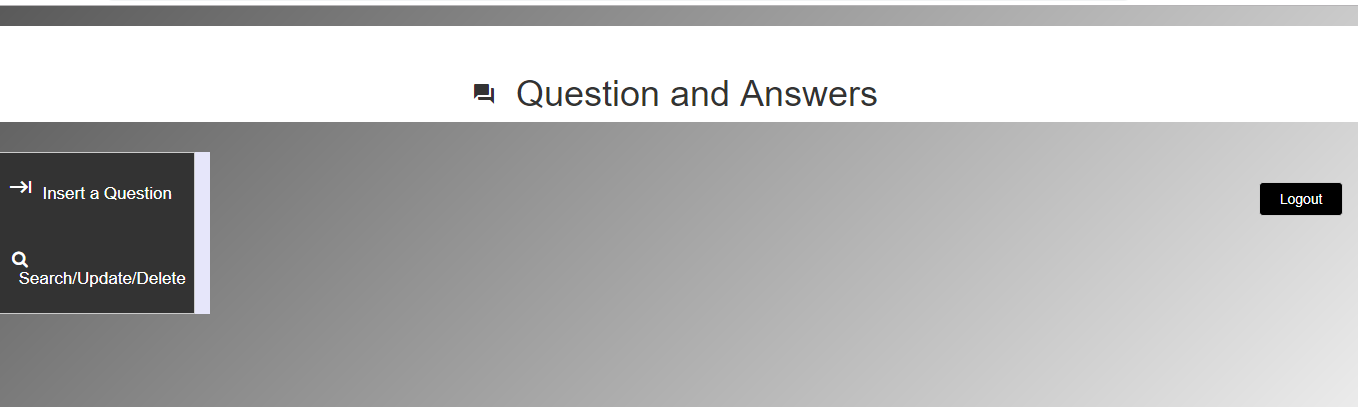 Question and Answers
Insert a Question
Logout
Search/Update/Delete